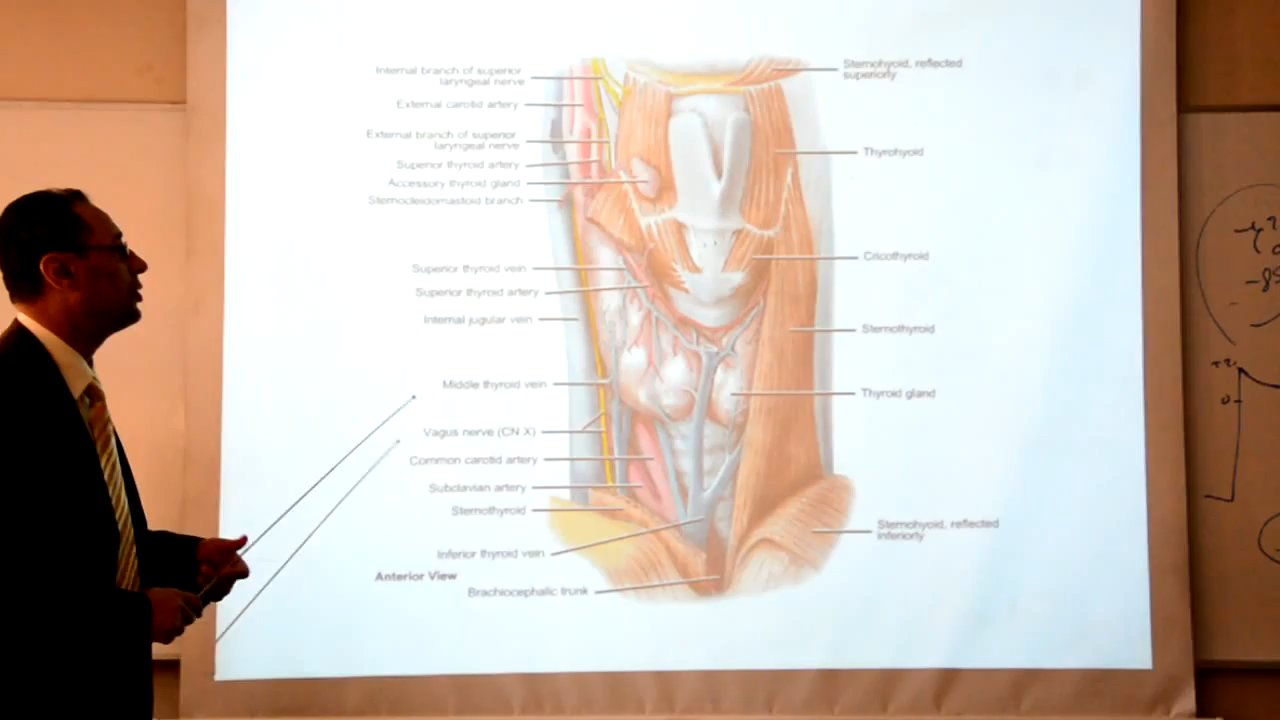 Internal branch of superior
laryngeal nerve
External carotid artery
External branch of superior
laryngeal nerve
Superior thyroid artery
Accessory thyroid gland
Sternocleidomastoid branch
Superior thyroid vein
Superior thyroid artery
Internal jugular vein
Middle thyroid vein
Vagus nerve (CN X)
Common carotid artery
Subclavian artery
Sternothyroid
Inferior thyroid vein
Anterior View
Brachiocephalic trunk
Sternohyoid, reflected
superiorly
Thyrohyoid
Cricothyroid
Sternothyroid
Thyroid gland
Sternohyoid, reflected
inferiorly